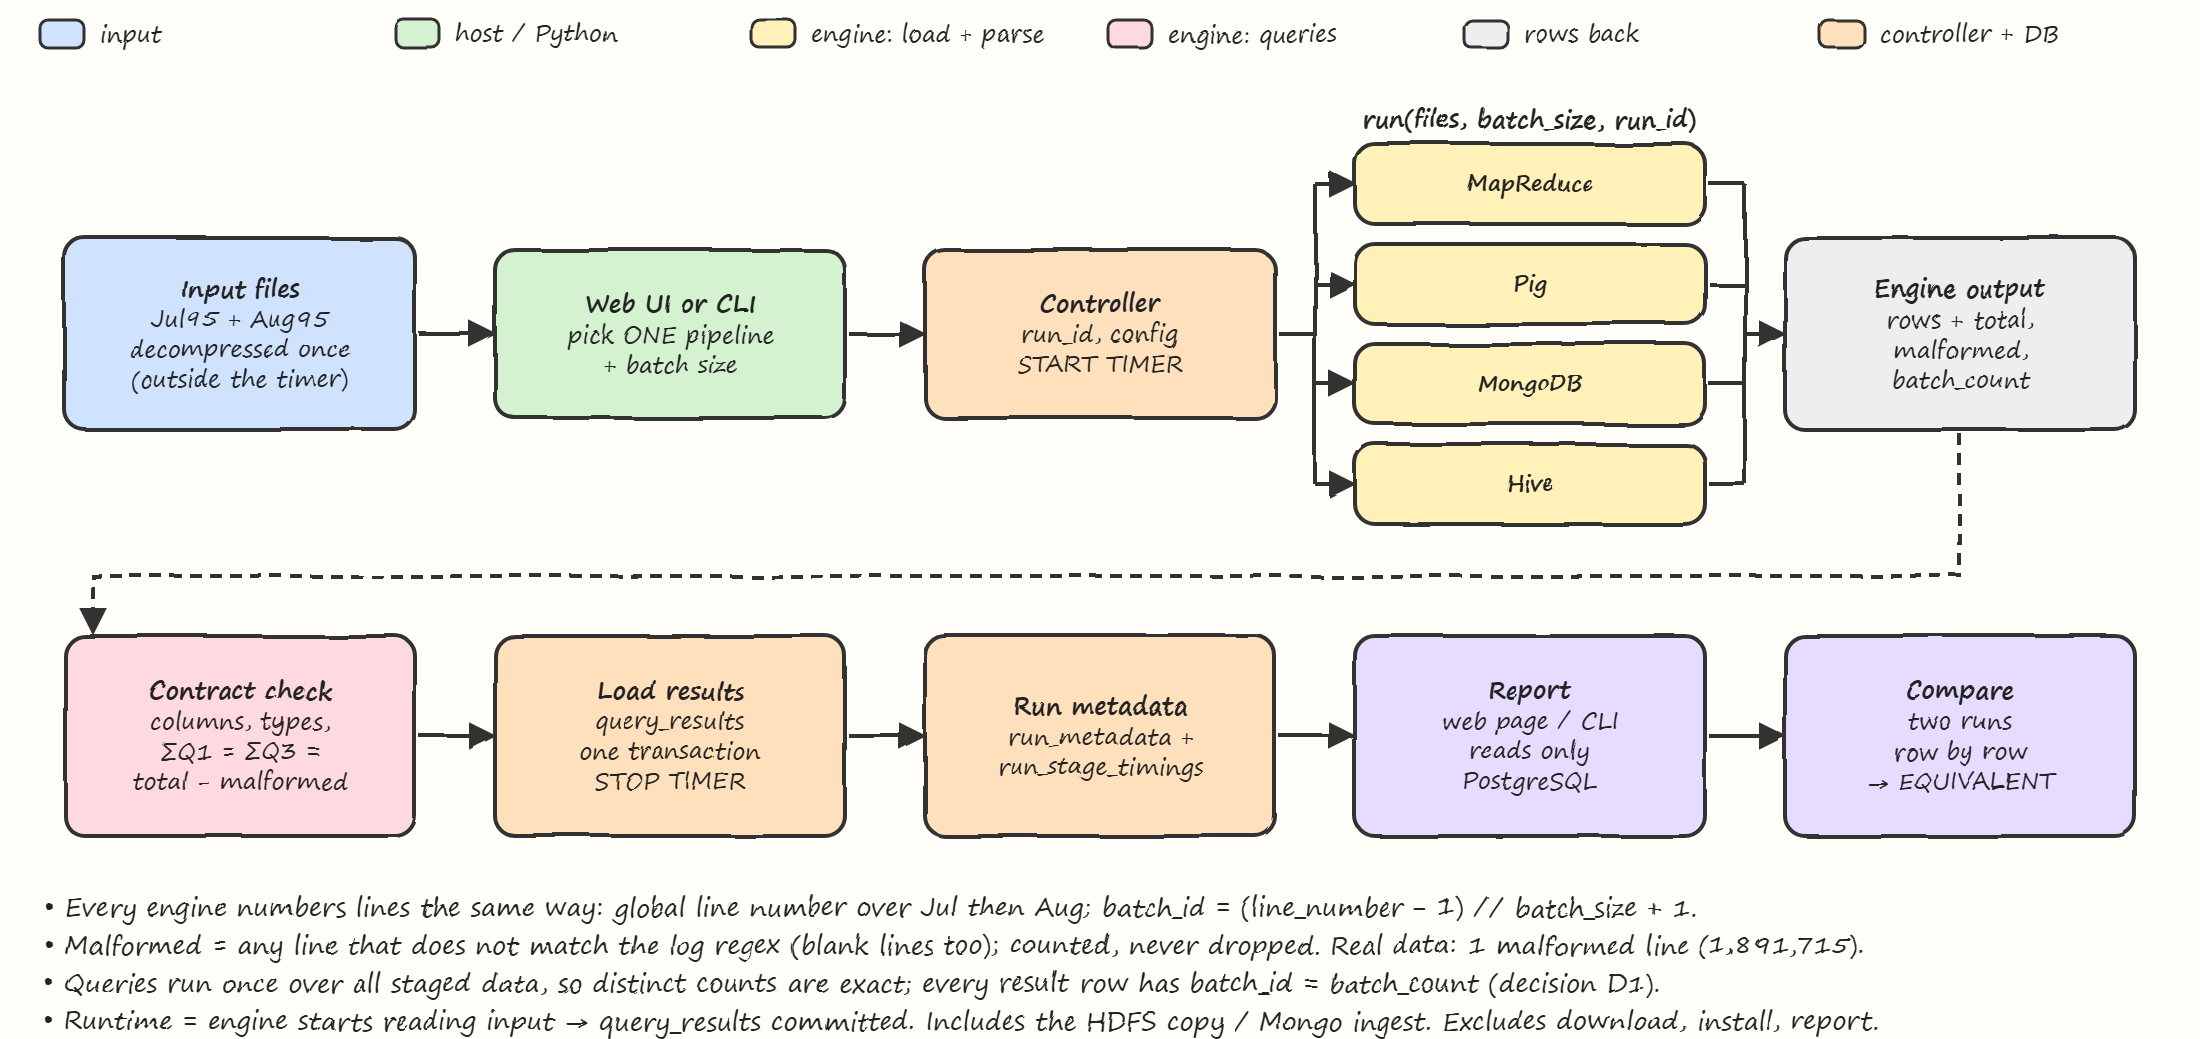 input
host / Python
engine: load + parse
engine: queries
rows back
controller + DB
run(files, batch_size, run_id)
MapReduce
Pig
MongoDB
Hive
Input files
Jul95 + Aug95
decompressed once
(outside the timer)
Web UI or CLI
pick ONE pipeline
+ batch size
Controller
run_id, config
START TIMER
Engine output
rows + total,
malformed,
batch_count
Contract check
columns, types,
ΣQ1 = ΣQ3 =
total – malformed
Load results
query_results
one transaction
STOP TIMER
Run metadata
run_metadata +
run_stage_timings
Report
web page / CLI
reads only
PostgreSQL
Compare
two runs
row by row
→ EQUIVALENT
• Every engine numbers lines the same way: global line number over Jul then Aug; batch_id = (line_number – 1) // batch_size + 1.
• Malformed = any line that does not match the log regex (blank lines too); counted, never dropped. Real data: 1 malformed line (1,891,715).
• Queries run once over all staged data, so distinct counts are exact; every result row has batch_id = batch_count (decision D1).
• Runtime = engine starts reading input → query_results committed. Includes the HDFS copy / Mongo ingest. Excludes download, install, report.